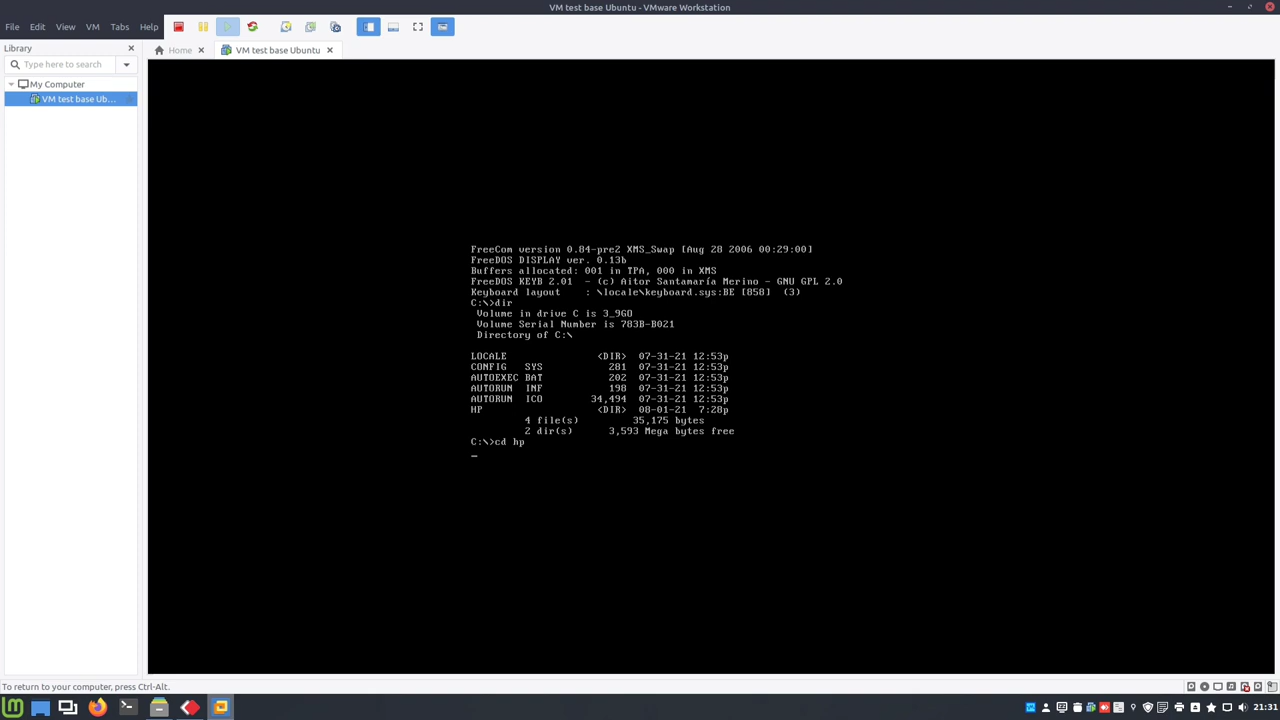 VM test base Ubuntu - VMware Workstation
File Edit View VM Tabs Help
Library
Home
VM test base Ubuntu
Type here to search
My Computer
VM test base Ub...
FreeCom version 0.84-pre2 XMS_Swap [Aug 28 2006 00:29:00]
FreeDOS DISPLAY ver. 0.13b
Buffers allocated: 001 in TPA, 000 in XMS
FreeDOS KEYB 2.01  - (c) Aitor Santamaría Merino - GNU GPL 2.0
Keyboard layout    : \locale\keyboard.sys:BE [858]  (3)
C:\>dir
Volume in drive C is 3_9GO
Volume Serial Number is 783B-B021
Directory of C:\
LOCALE <DIR> 07-31-21 12:53p
CONFIG SYS 281 07-31-21 12:53p
AUTOEXEC BAT 202 07-31-21 12:53p
AUTORUN INF 198 07-31-21 12:53p
AUTORUN ICO 34,494 07-31-21 12:53p
HP <DIR> 08-01-21 7:28p
4 file(s) 35,175 bytes
2 dir(s) 3,593 Mega bytes free
C:\>cd hp
_
To return to your computer, press Ctrl-Alt.
21:31